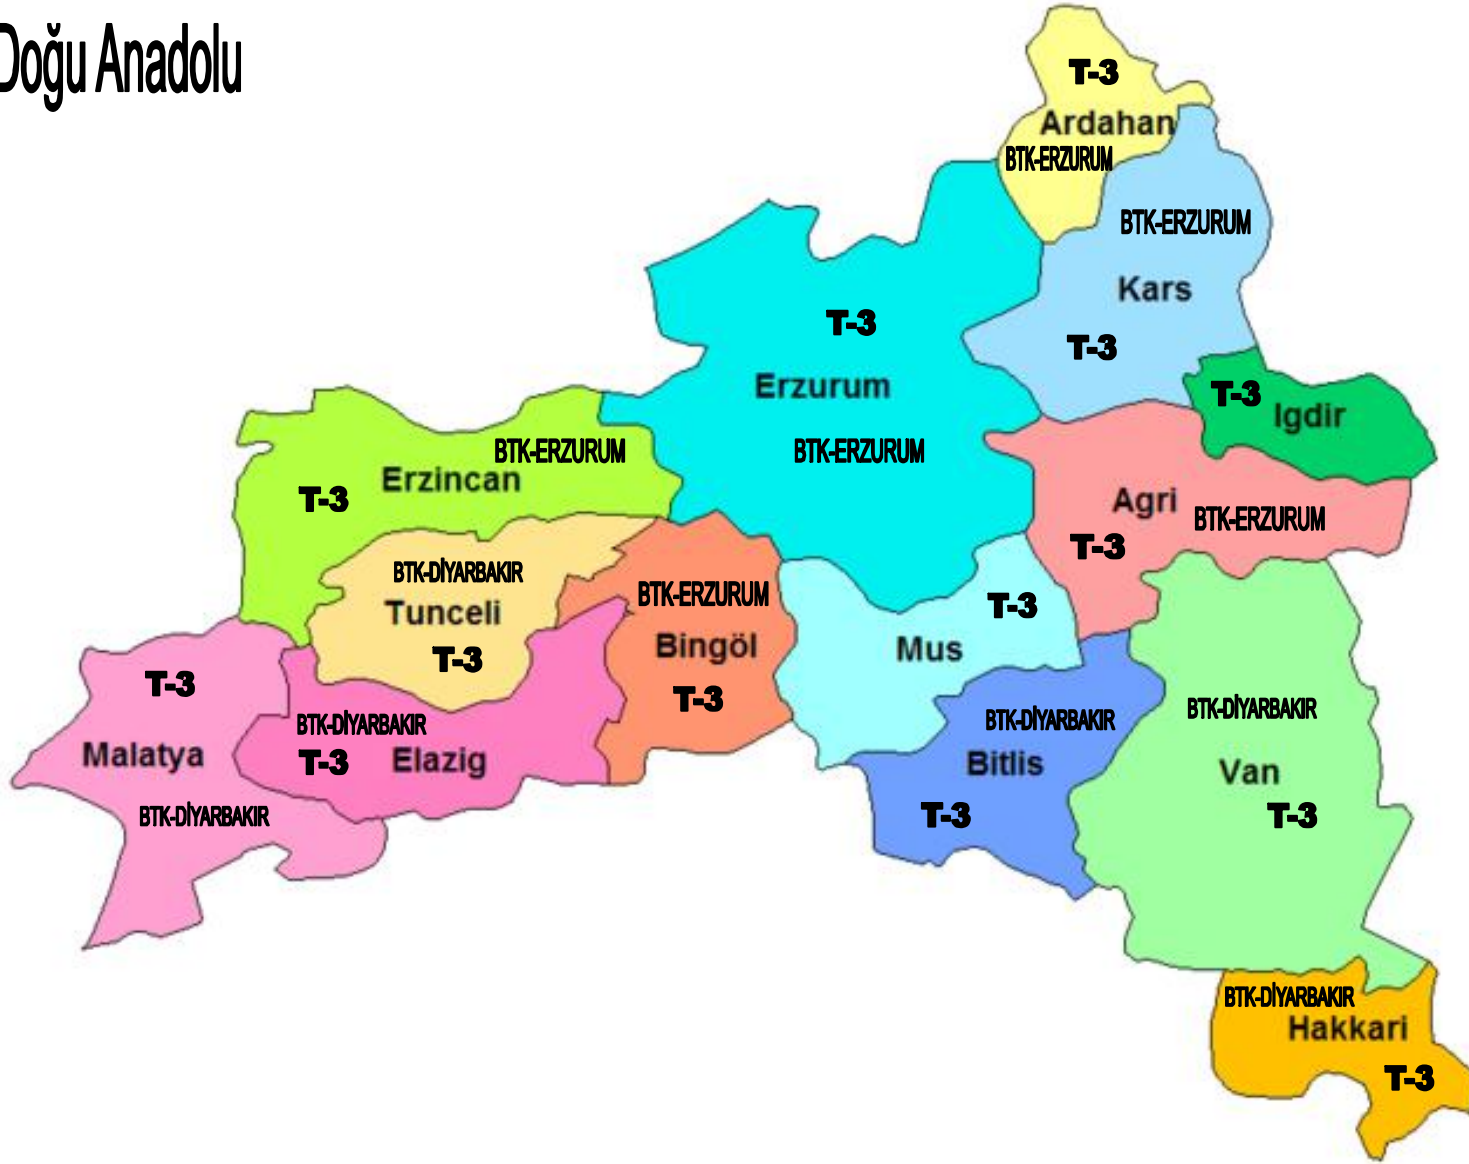 Doğu Anadolu
T-3
Ardahan
BTK-ERZURUM
BTK-ERZURUM
Kars
T-3
T-3
Erzurum
BTK-ERZURUM
T-3
Igdir
BTK-ERZURUM
Erzincan
T-3
Agri
BTK-ERZURUM
T-3
BTK-DİYARBAKIR
Tunceli
T-3
BTK-ERZURUM
Bingöl
T-3
T-3
Mus
T-3
Malatya
BTK-DİYARBAKIR
BTK-DİYARBAKIR
T-3
Elazig
BTK-DİYARBAKIR
Bitlis
T-3
BTK-DİYARBAKIR
Van
T-3
BTK-DİYARBAKIR
Hakkari
T-3